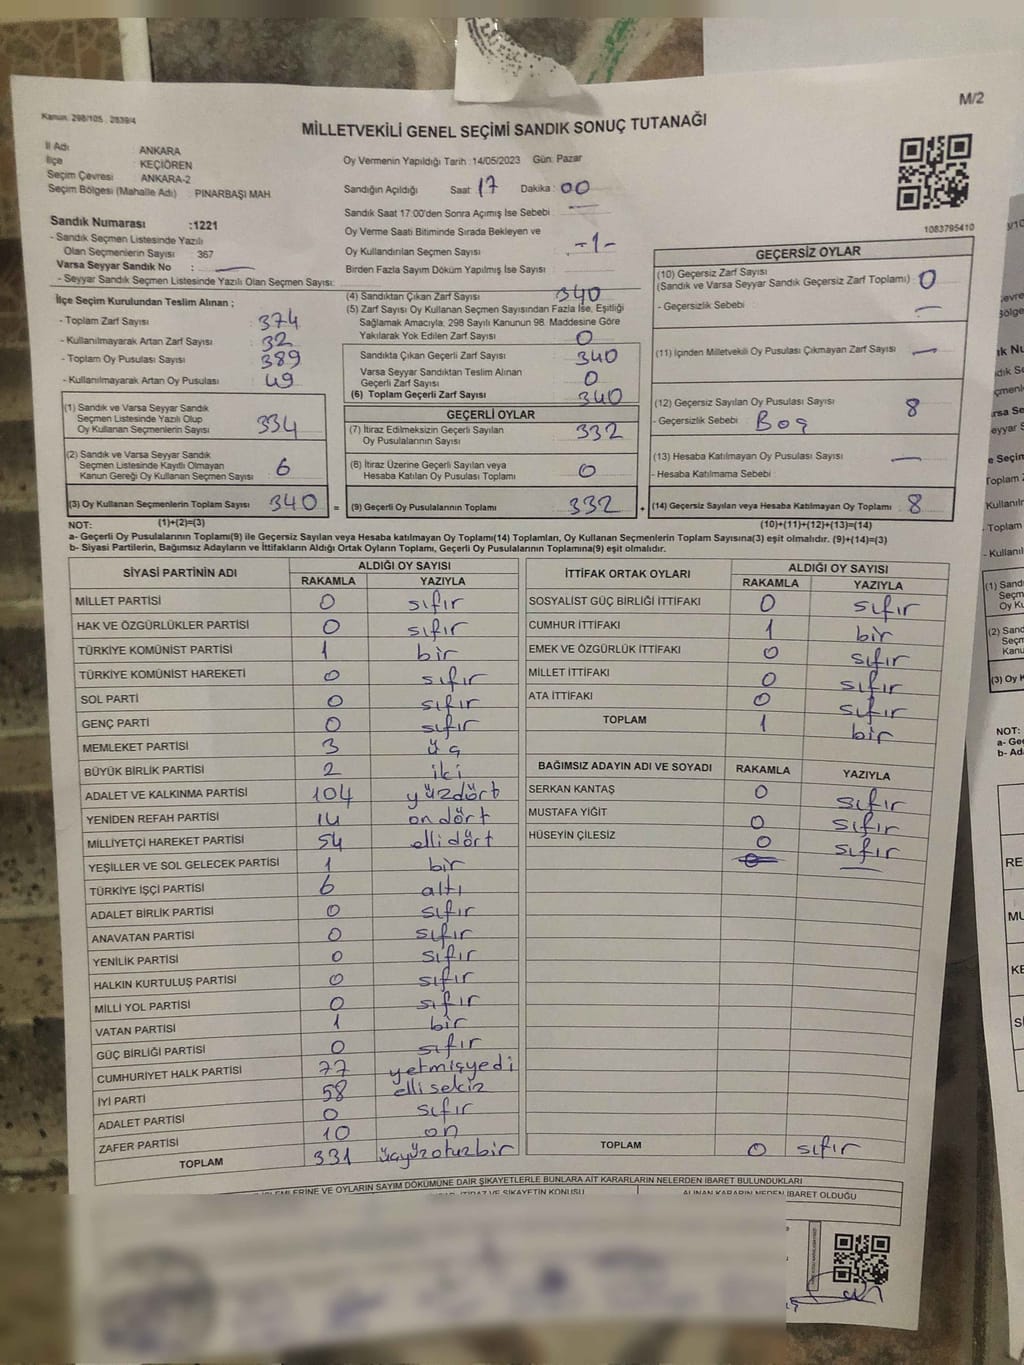 M/2
Kanun: 298/105 , 2839/4
MİLLETVEKİLİ GENEL SEÇİMİ SANDIK SONUÇ TUTANAĞI
İl Adı ANKARA
İlçe KEÇİÖREN
Seçim Çevresi ANKARA-2
Seçim Bölgesi (Mahalle Adı) : PINARBAŞI MAH
Sandık Numarası :1221
- Sandık Seçmen Listesinde Yazılı
Olan Seçmenlerin Sayısı 367
Varsa Seyyar Sandık No : —
- Seyyar Sandık Seçmen Listesinde Yazılı Olan Seçmen Sayısı:
Oy Vermenin Yapıldığı Tarih : 14/05/2023 Gün: Pazar
Sandığın Açıldığı Saat : 17 Dakika : 00
Sandık Saat 17:00'den Sonra Açmış İse Sebebi : —
Oy Verme Saati Bitiminde Sırada Bekleyen ve
Oy Kullandırılan Seçmen Sayısı -1-
Birden Fazla Sayım Döküm Yapılmış İse Sayısı :
1083795410
İlçe Seçim Kurulundan Teslim Alınan ;
- Toplam Zarf Sayısı : 374
- Kullanılmayarak Artan Zarf Sayısı : 32
- Toplam Oy Pusulası Sayısı : 389
- Kullanılmayarak Artan Oy Pusulası : 49
(1) Sandık ve Varsa Seyyar Sandık
Seçmen Listesinde Yazılı Olup
Oy Kullanan Seçmenlerin Sayısı 334
(2) Sandık ve Varsa Seyyar Sandık
Seçmen Listesinde Kayıtlı Olmayan
Kanun Gereği Oy Kullanan Seçmen Sayısı 6
(3) Oy Kullanan Seçmenlerin Toplam Sayısı 340
(4) Sandıktan Çıkan Zarf Sayısı 340
(5) Zarf Sayısı Oy Kullanan Seçmen Sayısından Fazla İse, Eşitliği
Sağlamak Amacıyla, 298 Sayılı Kanunun 98. Maddesine Göre
Yakılarak Yok Edilen Zarf Sayısı 0
Sandıkta Çıkan Geçerli Zarf Sayısı 340
Varsa Seyyar Sandıktan Teslim Alınan
Geçerli Zarf Sayısı 0
(6) Toplam Geçerli Zarf Sayısı 340
GEÇERLİ OYLAR
(7) İtiraz Edilmeksizin Geçerli Sayılan
Oy Pusulalarının Sayısı 332
(8) İtiraz Üzerine Geçerli Sayılan veya
Hesaba Katılan Oy Pusulası Toplamı 0
= (9) Geçerli Oy Pusulalarının Toplamı 332
GEÇERSİZ OYLAR
(10) Geçersiz Zarf Sayısı
(Sandık ve Varsa Seyyar Sandık Geçersiz Zarf Toplamı) : 0
- Geçersizlik Sebebi : —
(11) İçinden Milletvekili Oy Pusulası Çıkmayan Zarf Sayısı —
(12) Geçersiz Sayılan Oy Pusulası Sayısı 8
- Geçersizlik Sebebi : Boş
(13) Hesaba Katılmayan Oy Pusulası Sayısı —
- Hesaba Katılmama Sebebi :
+ (14) Geçersiz Sayılan veya Hesaba Katılmayan Oy Toplamı 8
NOT: (1)+(2)=(3) (10)+(11)+(12)+(13)=(14)
a- Geçerli Oy Pusulalarının Toplamı(9) ile Geçersiz Sayılan veya Hesaba katılmayan Oy Toplamı(14) Toplamları, Oy Kullanan Seçmenlerin Toplam Sayısına(3) eşit olmalıdır. (9)+(14)=(3)
b- Siyasi Partilerin, Bağımsız Adayların ve İttifakların Aldığı Ortak Oyların Toplamı, Geçerli Oy Pusulalarının Toplamına(9) eşit olmalıdır.
SİYASİ PARTİNİN ADI ALDIĞI OY SAYISI
RAKAMLA YAZIYLA
MİLLET PARTİSİ 0 sıfır
HAK VE ÖZGÜRLÜKLER PARTİSİ 0 sıfır
TÜRKİYE KOMÜNİST PARTİSİ 1 bir
TÜRKİYE KOMÜNİST HAREKETİ 0 sıfır
SOL PARTİ 0 sıfır
GENÇ PARTİ 0 sıfır
MEMLEKET PARTİSİ 3 üç
BÜYÜK BİRLİK PARTİSİ 2 iki
ADALET VE KALKINMA PARTİSİ 104 yüzdört
YENİDEN REFAH PARTİSİ 14 ondört
MİLLİYETÇİ HAREKET PARTİSİ 54 ellidört
YEŞİLLER VE SOL GELECEK PARTİSİ 1 bir
TÜRKİYE İŞÇİ PARTİSİ 6 altı
ADALET BİRLİK PARTİSİ 0 sıfır
ANAVATAN PARTİSİ 0 sıfır
YENİLİK PARTİSİ 0 sıfır
HALKIN KURTULUŞ PARTİSİ 0 sıfır
MİLLİ YOL PARTİSİ 0 sıfır
VATAN PARTİSİ 1 bir
GÜÇ BİRLİĞİ PARTİSİ 0 sıfır
CUMHURİYET HALK PARTİSİ 77 yetmişyedi
İYİ PARTİ 58 ellisekiz
ADALET PARTİSİ 0 sıfır
ZAFER PARTİSİ 10 on
TOPLAM 331 üçyüzotuzbir
İTTİFAK ORTAK OYLARI ALDIĞI OY SAYISI
RAKAMLA YAZIYLA
SOSYALİST GÜÇ BİRLİĞİ İTTİFAKI 0 sıfır
CUMHUR İTTİFAKI 1 bir
EMEK VE ÖZGÜRLÜK İTTİFAKI 0 sıfır
MİLLET İTTİFAKI 0 sıfır
ATA İTTİFAKI 0 sıfır
TOPLAM 1 bir
BAĞIMSIZ ADAYIN ADI VE SOYADI RAKAMLA YAZIYLA
SERKAN KANTAŞ 0 sıfır
MUSTAFA YİĞİT 0 sıfır
HÜSEYİN ÇİLESİZ 0 sıfır
TOPLAM 0 sıfır
İŞLEMLERİNE VE OYLARIN SAYIM DÖKÜMÜNE DAİR ŞİKAYETLERLE BUNLARA AİT KARARLARIN NELERDEN İBARET BULUNDUKLARI
İTİRAZ VE ŞİKAYETİN KONUSU ALINAN KARARIN NEDEN İBARET OLDUĞU